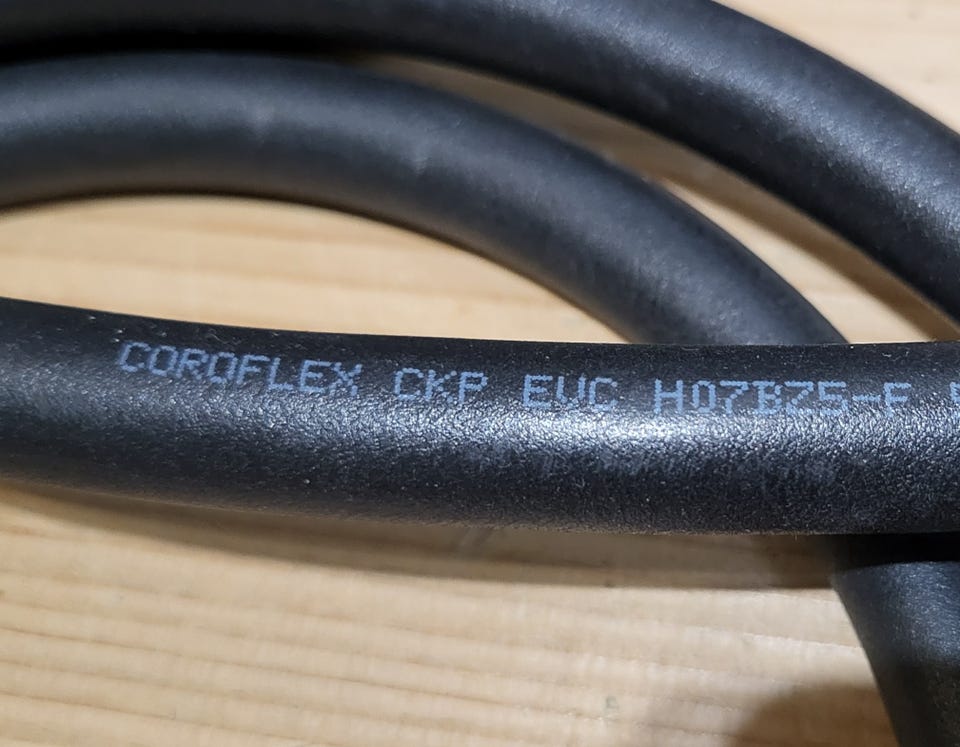 COROFLEX CKP EVC H07BZ5-F